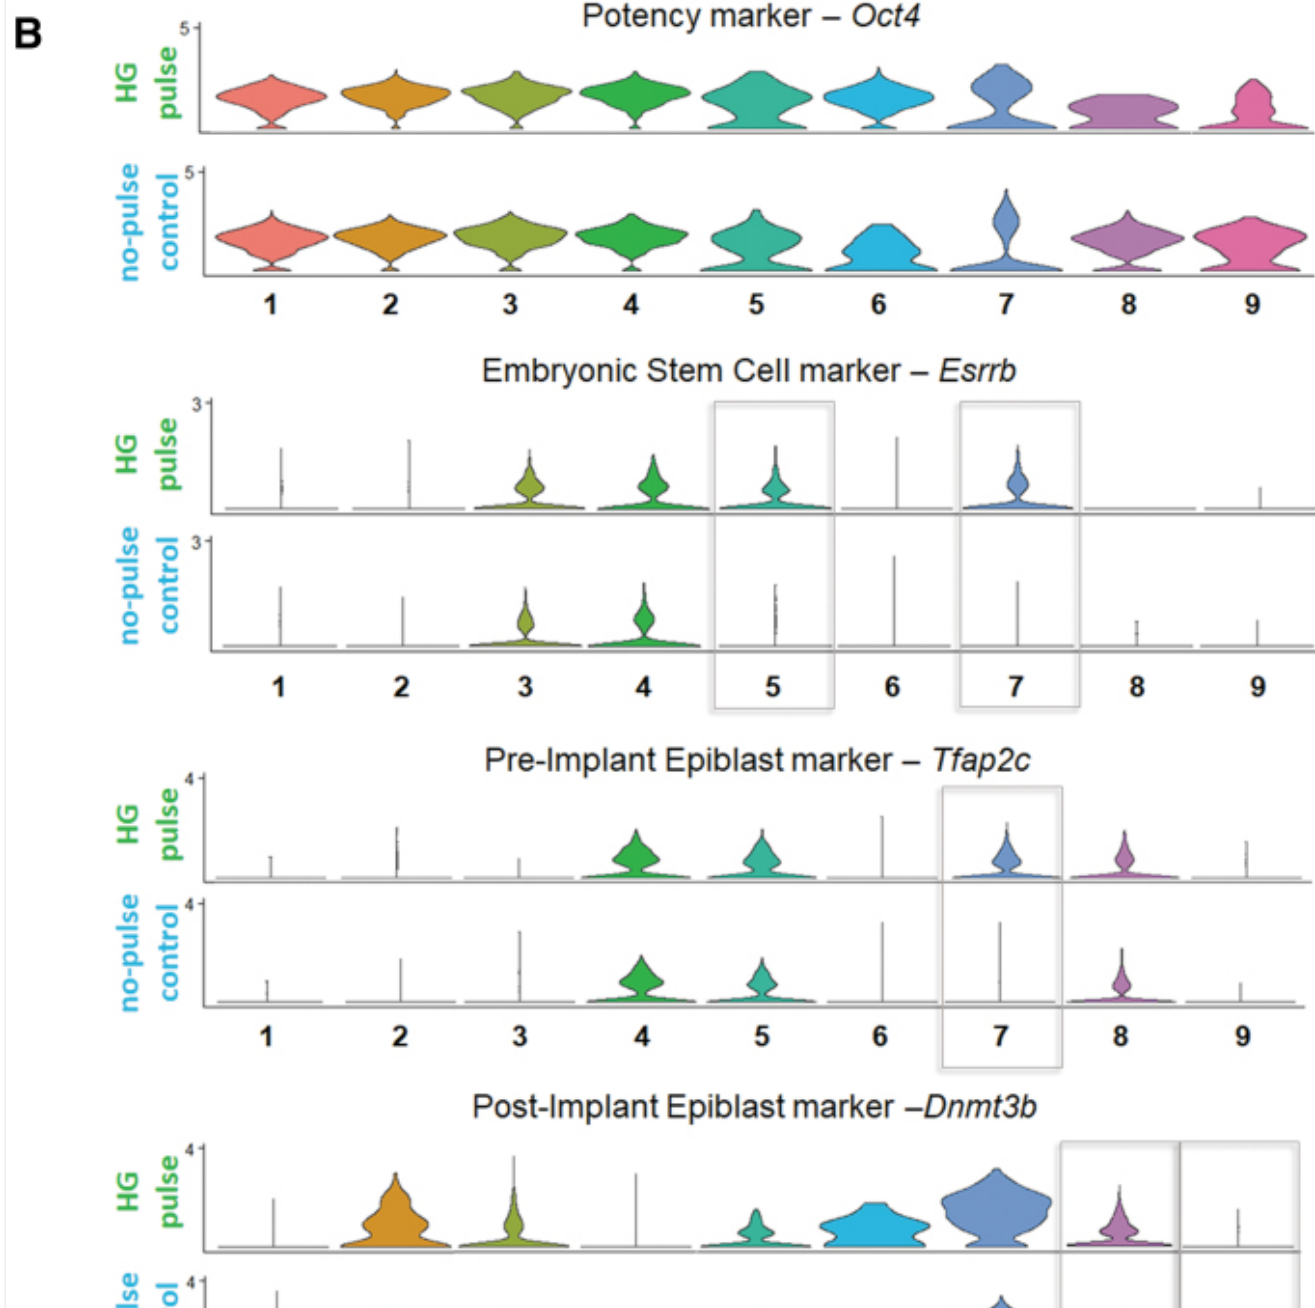 B
Potency marker – Oct4
HG pulse
5
no-pulse control
5
1 2 3 4 5 6 7 8 9
Embryonic Stem Cell marker – Esrrb
HG pulse
3
no-pulse control
3
1 2 3 4 5 6 7 8 9
Pre-Implant Epiblast marker – Tfap2c
HG pulse
4
no-pulse control
4
1 2 3 4 5 6 7 8 9
Post-Implant Epiblast marker –Dnmt3b
HG pulse
4
lse ol
4